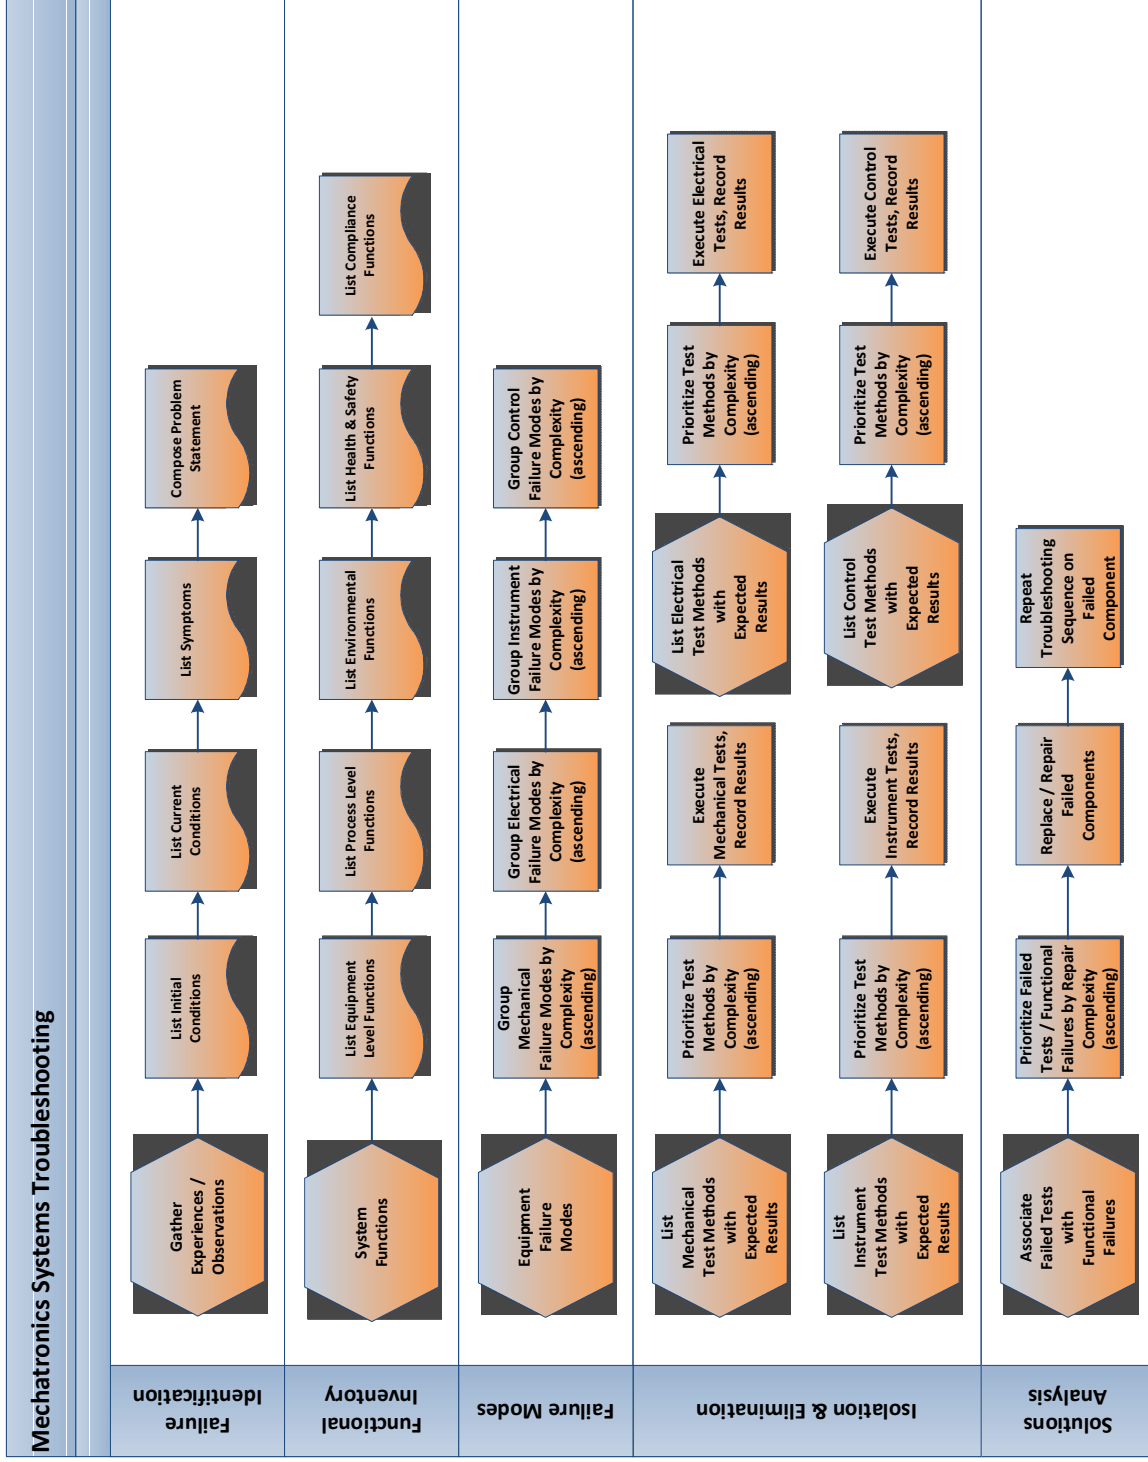 Mechatronics Systems Troubleshooting
Failure
Identification
Gather
Experiences /
Observations
List Initial
Conditions
List Current
Conditions
List Symptoms
Compose Problem
Statement
Functional
Inventory
System
Functions
List Equipment
Level Functions
List Process Level
Functions
List Environmental
Functions
List Health & Safety
Functions
List Compliance
Functions
Failure Modes
Equipment
Failure
Modes
Group
Mechanical
Failure Modes by
Complexity
(ascending)
Group Electrical
Failure Modes by
Complexity
(ascending)
Group Instrument
Failure Modes by
Complexity
(ascending)
Group Control
Failure Modes by
Complexity
(ascending)
Isolation & Elimination
List
Mechanical
Test Methods
with
Expected
Results
Prioritize Test
Methods by
Complexity
(ascending)
Execute
Mechanical Tests,
Record Results
List Electrical
Test Methods
with
Expected
Results
Prioritize Test
Methods by
Complexity
(ascending)
Execute Electrical
Tests, Record
Results
List
Instrument
Test Methods
with
Expected
Results
Prioritize Test
Methods by
Complexity
(ascending)
Execute
Instrument Tests,
Record Results
List Control
Test Methods
with
Expected
Results
Prioritize Test
Methods by
Complexity
(ascending)
Execute Control
Tests, Record
Results
Solutions
Analysis
Associate
Failed Tests
with
Functional
Failures
Prioritize Failed
Tests / Functional
Failures by Repair
Complexity
(ascending)
Replace / Repair
Failed
Components
Repeat
Troubleshooting
Sequence on
Failed
Component